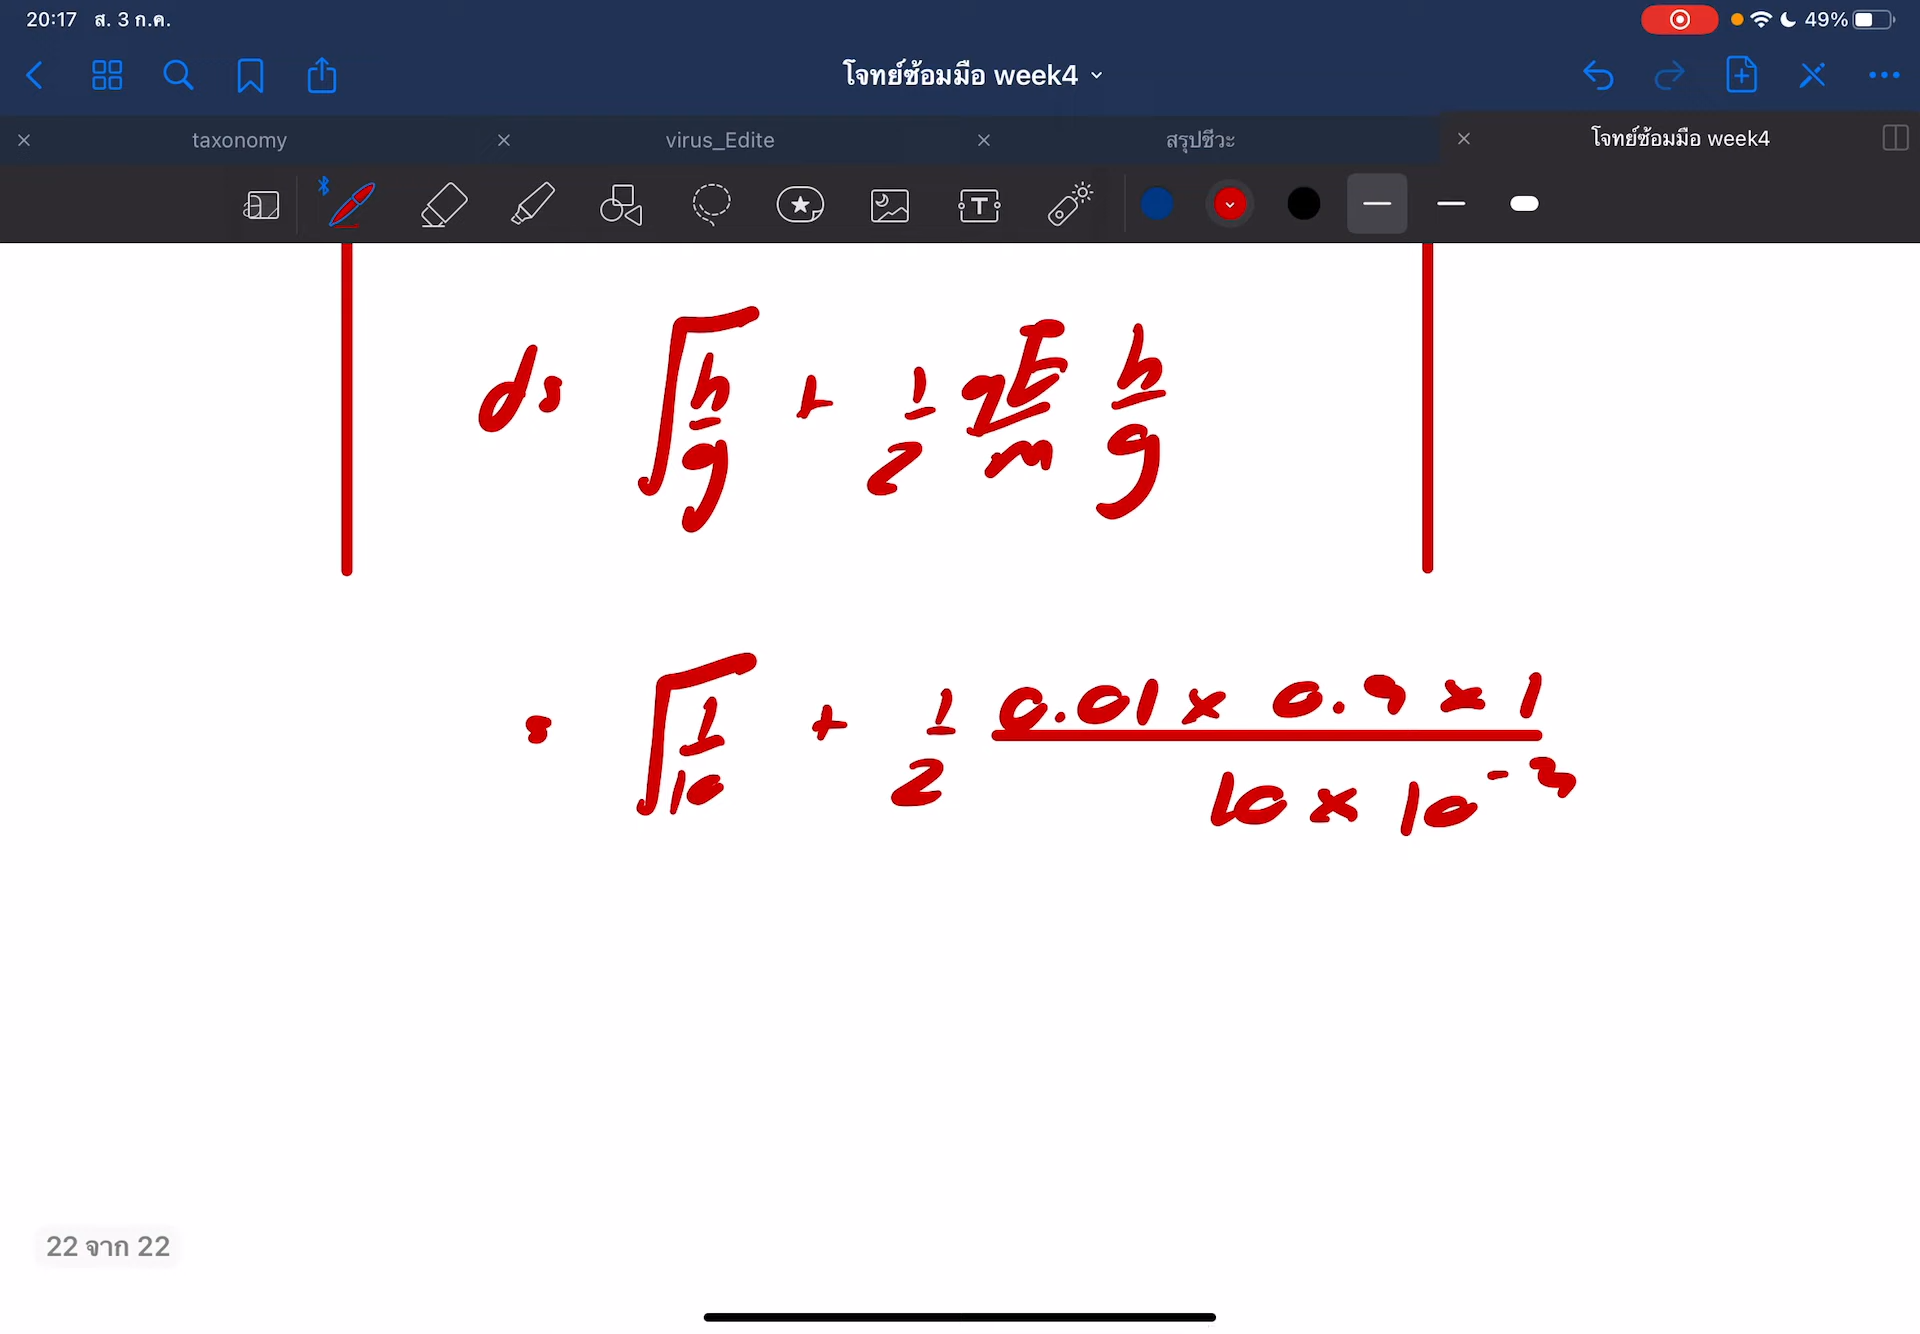 20:17 ส. 3 ก.ค. 49%
โจทย์ซ้อมมือ week4
taxonomy virus_Edite สรุปชีวะ โจทย์ซ้อมมือ week4
d = √(h/g) + 1/2 qE/m h/g
= √(1/10) + 1/2 (0.01 × 0.9 × 1)/(10 × 10⁻³)
22 จาก 22